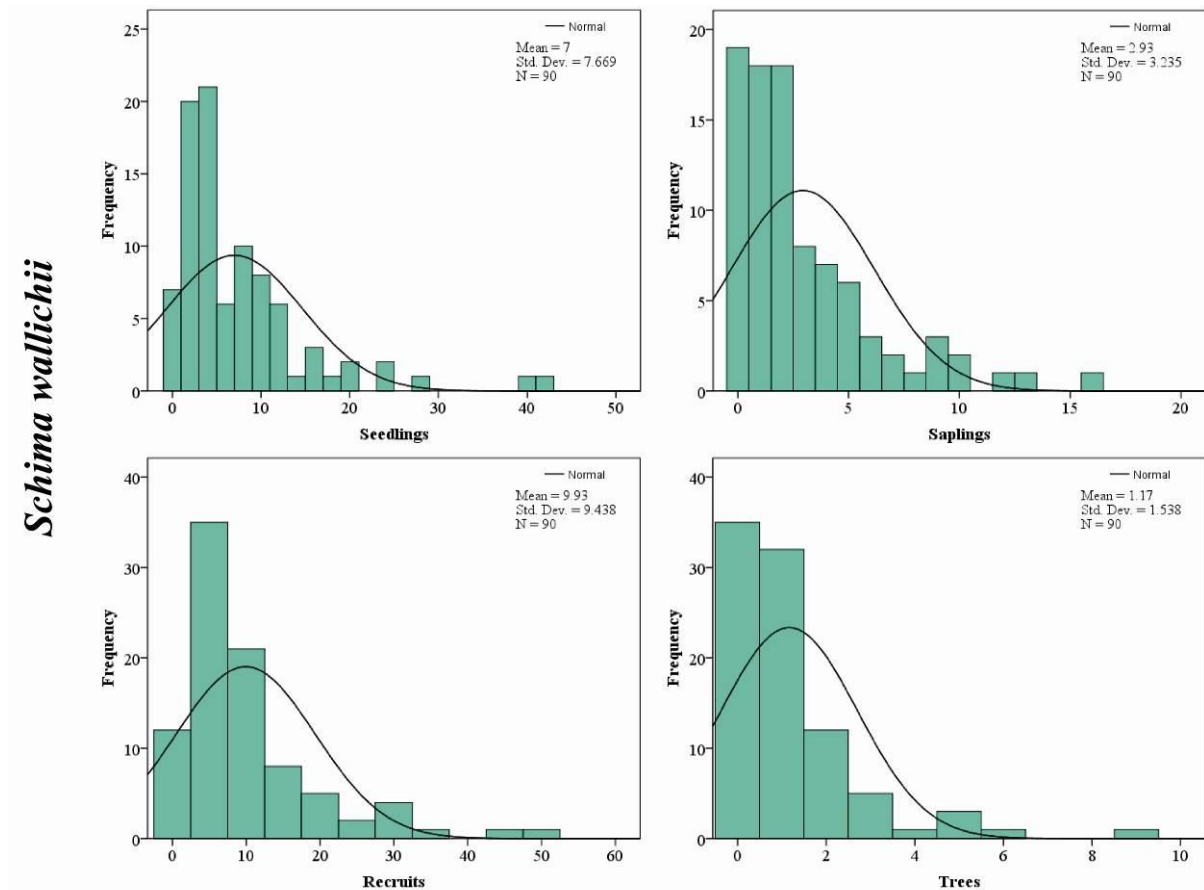 Schima wallichii
Normal
Mean = 7
Std. Dev. = 7.669
N = 90
Frequency
25
20
15
10
5
0
0 10 20 30 40 50
Seedlings
Normal
Mean = 2.93
Std. Dev. = 3.235
N = 90
Frequency
20
15
10
5
0
0 5 10 15 20
Saplings
Normal
Mean = 9.93
Std. Dev. = 9.438
N = 90
Frequency
40
30
20
10
0
0 10 20 30 40 50 60
Recruits
Normal
Mean = 1.17
Std. Dev. = 1.538
N = 90
Frequency
40
30
20
10
0
0 2 4 6 8 10
Trees